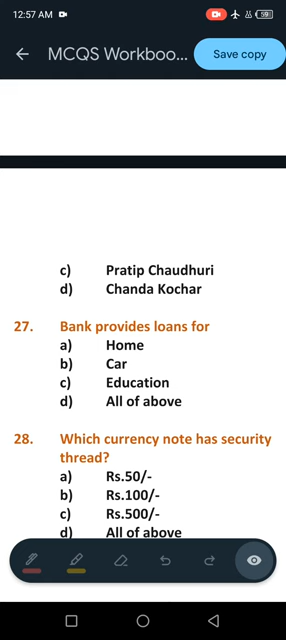 12:57 AM
59
MCQS Workboo...
Save copy
c) Pratip Chaudhuri
d) Chanda Kochar
27. Bank provides loans for
a) Home
b) Car
c) Education
d) All of above
28. Which currency note has security
thread?
a) Rs.50/-
b) Rs.100/-
c) Rs.500/-
d) All of above